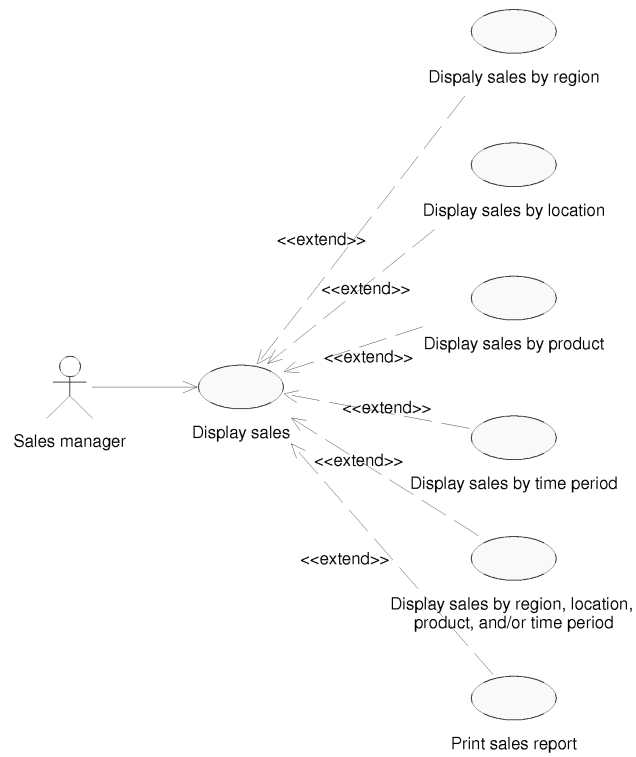 Dispaly sales by region
Display sales by location
<<extend>>
<<extend>>
Display sales by product
<<extend>>
<<extend>>
Sales manager
Display sales
<<extend>>
Display sales by time period
<<extend>>
Display sales by region, location,
product, and/or time period
Print sales report